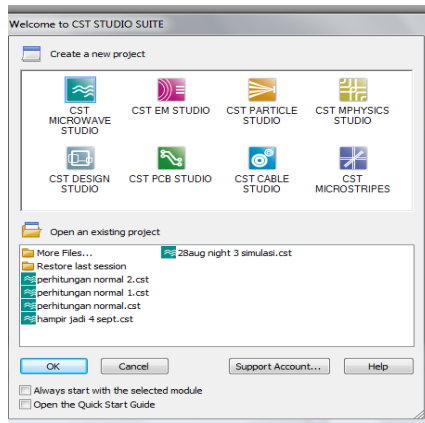 Welcome to CST STUDIO SUITE
Create a new project
CST MICROWAVE STUDIO
CST EM STUDIO
CST PARTICLE STUDIO
CST MPHYSICS STUDIO
CST DESIGN STUDIO
CST PCB STUDIO
CST CABLE STUDIO
CST MICROSTRIPES
Open an existing project
More Files...
Restore last session
perhitungan normal 2.cst
perhitungan normal 1.cst
perhitungan normal.cst
hampir jadi 4 sept.cst
28aug night 3 simulasi.cst
OK
Cancel
Support Account...
Help
Always start with the selected module
Open the Quick Start Guide